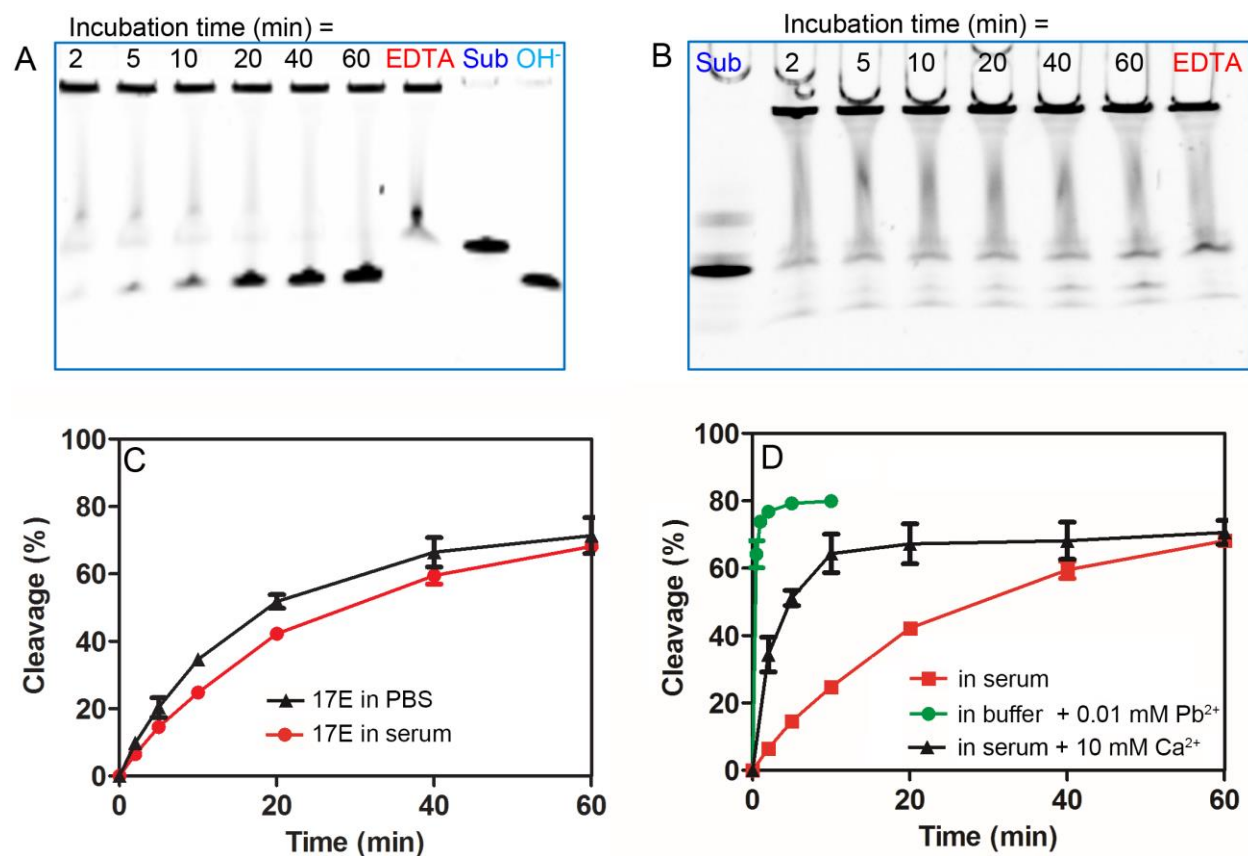 Incubation time (min) =
A 2 5 10 20 40 60 EDTA Sub OH⁻
Incubation time (min) =
B Sub 2 5 10 20 40 60 EDTA
C
Cleavage (%)
100
80
60
40
20
0
17E in PBS
17E in serum
0 20 40 60
Time (min)
D
Cleavage (%)
100
80
60
40
20
0
in serum
in buffer + 0.01 mM Pb²⁺
in serum + 10 mM Ca²⁺
0 20 40 60
Time (min)